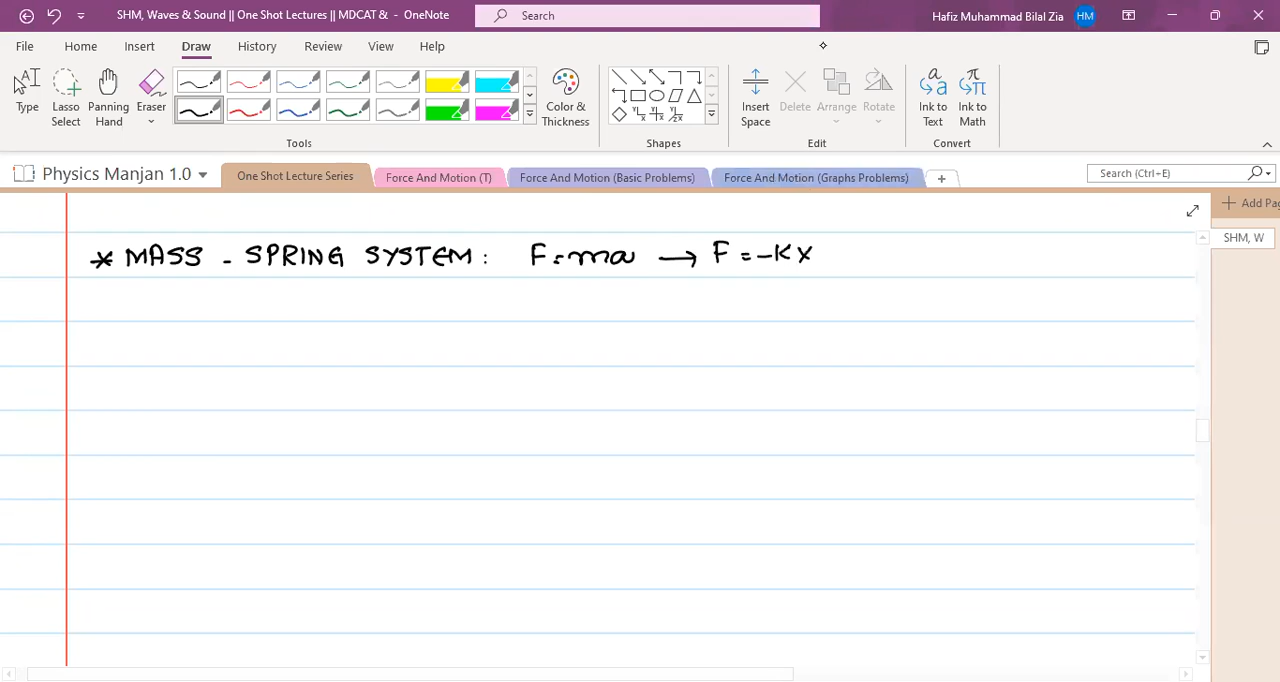 SHM, Waves & Sound || One Shot Lectures || MDCAT & - OneNote
Search
Hafiz Muhammad Bilal Zia HM
File Home Insert Draw History Review View Help
Type
Lasso Select
Panning Hand
Eraser
Color & Thickness
Insert Space
Delete
Arrange
Rotate
Ink to Text
Ink to Math
Tools
Shapes
Edit
Convert
Physics Manjan 1.0
One Shot Lecture Series
Force And Motion (T)
Force And Motion (Basic Problems)
Force And Motion (Graphs Problems)
Search (Ctrl+E)
+ Add Pag
SHM, W
* MASS - SPRING SYSTEM: F = ma → F = -Kx